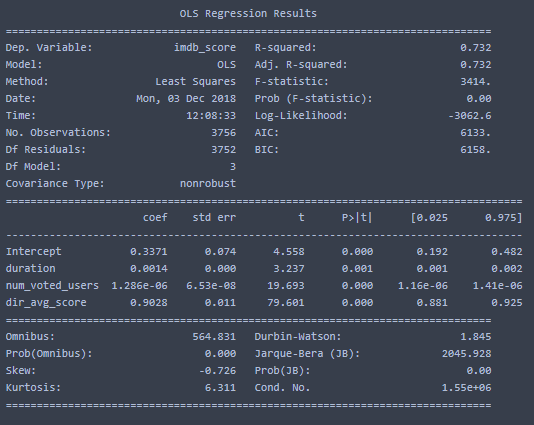 OLS Regression Results
==============================================================================
Dep. Variable: imdb_score R-squared: 0.732
Model: OLS Adj. R-squared: 0.732
Method: Least Squares F-statistic: 3414.
Date: Mon, 03 Dec 2018 Prob (F-statistic): 0.00
Time: 12:08:33 Log-Likelihood: -3062.6
No. Observations: 3756 AIC: 6133.
Df Residuals: 3752 BIC: 6158.
Df Model: 3
Covariance Type: nonrobust
===================================================================================
coef std err t P>|t| [0.025 0.975]
-----------------------------------------------------------------------------------
Intercept 0.3371 0.074 4.558 0.000 0.192 0.482
duration 0.0014 0.000 3.237 0.001 0.001 0.002
num_voted_users 1.286e-06 6.53e-08 19.693 0.000 1.16e-06 1.41e-06
dir_avg_score 0.9028 0.011 79.601 0.000 0.881 0.925
==============================================================================
Omnibus: 564.831 Durbin-Watson: 1.845
Prob(Omnibus): 0.000 Jarque-Bera (JB): 2045.928
Skew: -0.726 Prob(JB): 0.00
Kurtosis: 6.311 Cond. No. 1.55e+06
==============================================================================